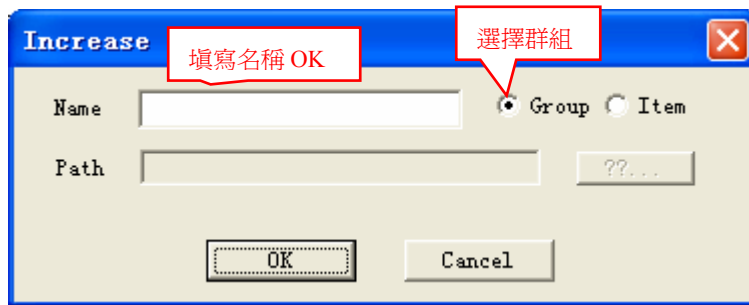 Increase
填寫名稱 OK
選擇群組
Name
Group
Item
Path
??...
OK
Cancel